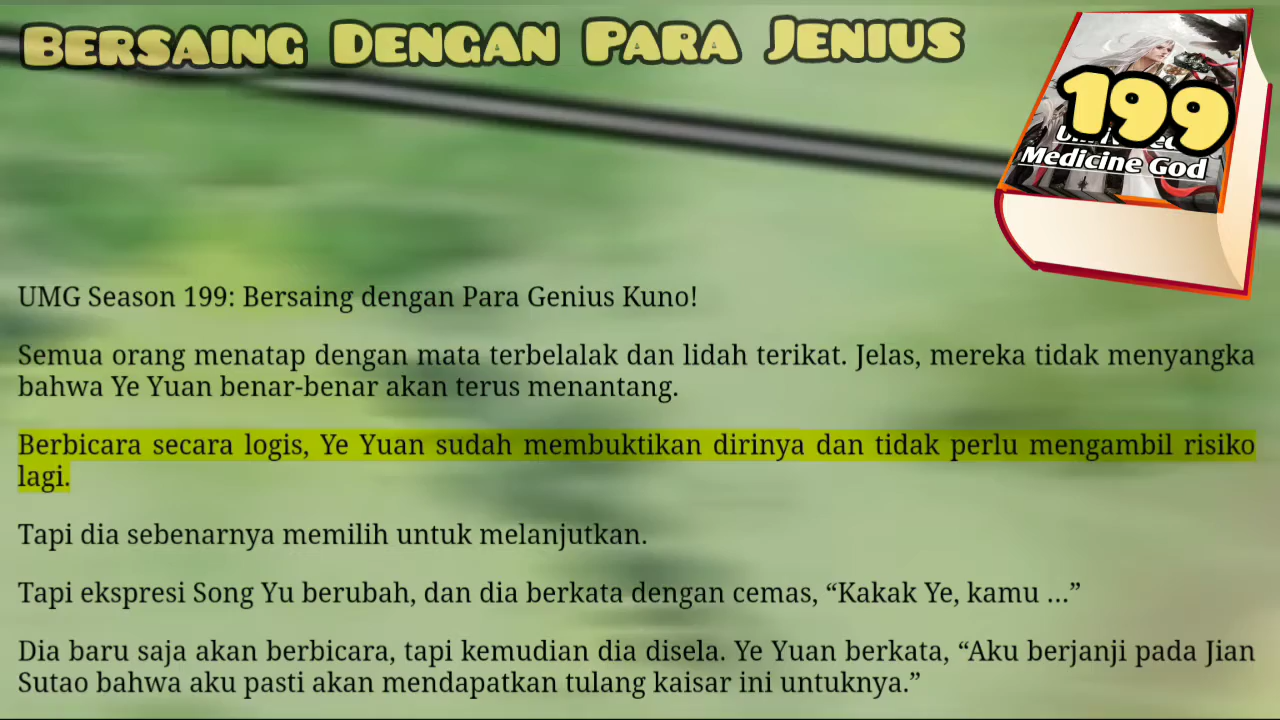 Bersaing Dengan Para Jenius
199
Medicine God
UMG Season 199: Bersaing dengan Para Genius Kuno!
Semua orang menatap dengan mata terbelalak dan lidah terikat. Jelas, mereka tidak menyangka
bahwa Ye Yuan benar-benar akan terus menantang.
Berbicara secara logis, Ye Yuan sudah membuktikan dirinya dan tidak perlu mengambil risiko
lagi.
Tapi dia sebenarnya memilih untuk melanjutkan.
Tapi ekspresi Song Yu berubah, dan dia berkata dengan cemas, “Kakak Ye, kamu ...”
Dia baru saja akan berbicara, tapi kemudian dia disela. Ye Yuan berkata, “Aku berjanji pada Jian
Sutao bahwa aku pasti akan mendapatkan tulang kaisar ini untuknya.”